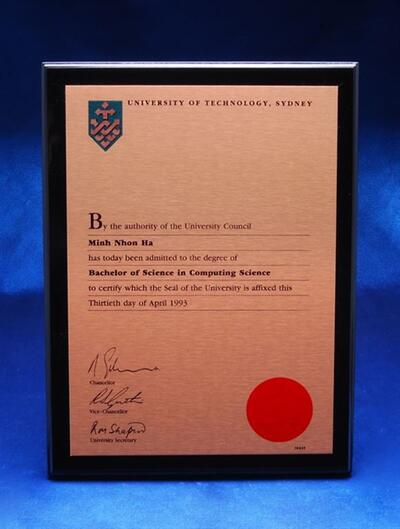 UNIVERSITY OF TECHNOLOGY, SYDNEY
By the authority of the University Council
Minh Nhon Ha
has today been admitted to the degree of
Bachelor of Science in Computing Science
to certify which the Seal of the University is affixed this
Thirtieth day of April 1993
Chancellor
Vice-Chancellor
University Secretary